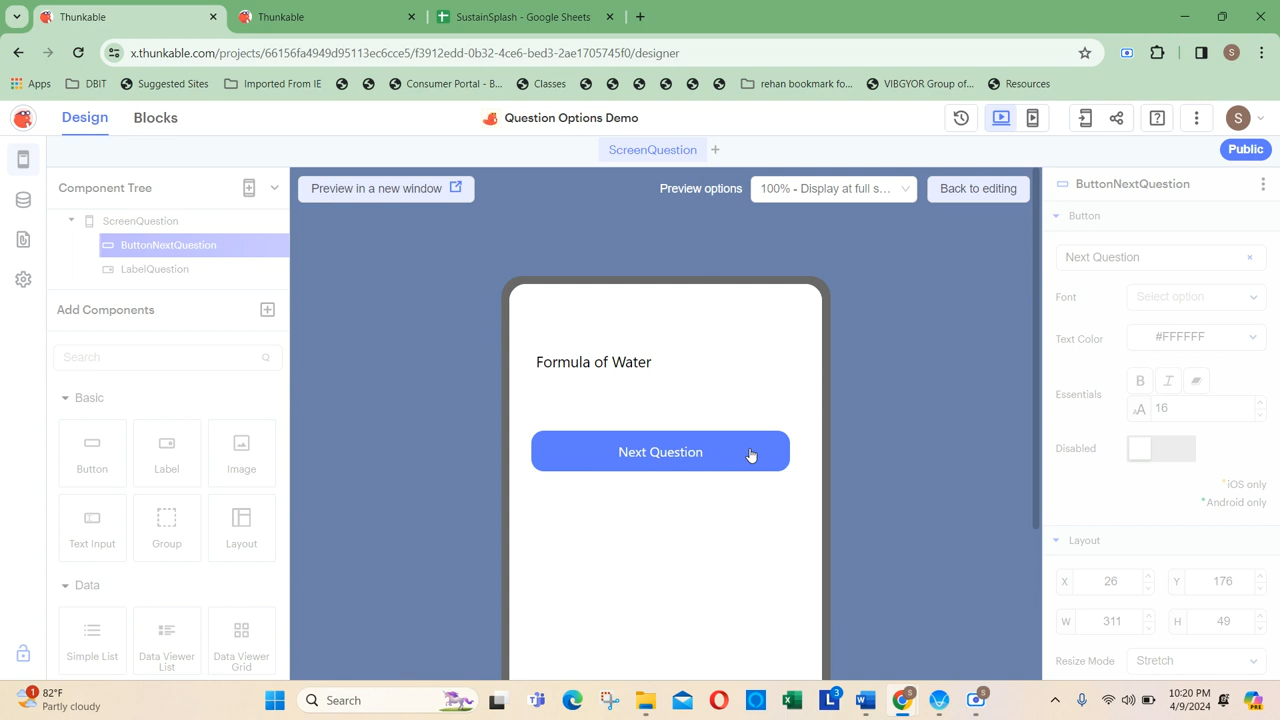 Thunkable
Thunkable
SustainSplash - Google Sheets
x.thunkable.com/projects/66156fa4949d95113ec6cce5/f3912edd-0b32-4ce6-bed3-2ae1705745f0/designer
S
Apps
DBIT
Suggested Sites
Imported From IE
Consumer Portal - B...
Classes
rehan bookmark fo...
VIBGYOR Group of...
Resources
Design
Blocks
Question Options Demo
S
ScreenQuestion
Public
Component Tree
ScreenQuestion
ButtonNextQuestion
LabelQuestion
Add Components
Search
Basic
Button
Label
Image
Text Input
Group
Layout
Data
Simple List
Data Viewer List
Data Viewer Grid
Preview in a new window
Preview options
100% - Display at full s...
Back to editing
Formula of Water
Next Question
ButtonNextQuestion
Button
Next Question
Font
Select option
Text Color
#FFFFFF
Essentials
B
I
AA
16
Disabled
*iOS only
*Android only
Layout
X
26
Y
176
W
311
H
49
Resize Mode
Stretch
1
82°F
Partly cloudy
Search
3
10:20 PM
4/9/2024